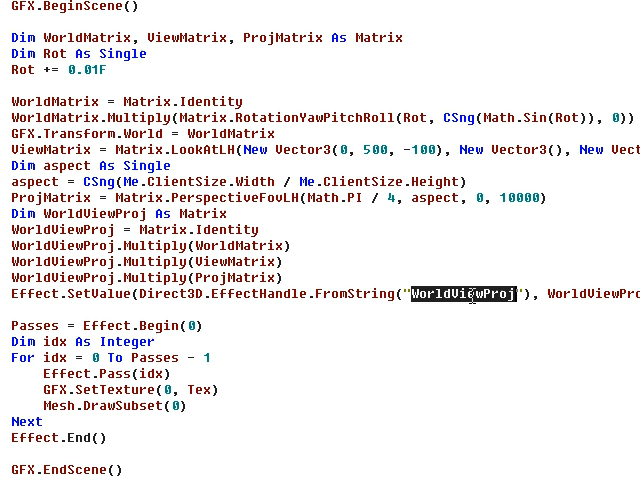 GFX.BeginScene()
Dim WorldMatrix, ViewMatrix, ProjMatrix As Matrix
Dim Rot As Single
Rot += 0.01F
WorldMatrix = Matrix.Identity
WorldMatrix.Multiply(Matrix.RotationYawPitchRoll(Rot, CSng(Math.Sin(Rot)), 0))
GFX.Transform.World = WorldMatrix
ViewMatrix = Matrix.LookAtLH(New Vector3(0, 500, -100), New Vector3(), New Vect
Dim aspect As Single
aspect = CSng(Me.ClientSize.Width / Me.ClientSize.Height)
ProjMatrix = Matrix.PerspectiveFovLH(Math.PI / 4, aspect, 0, 10000)
Dim WorldViewProj As Matrix
WorldViewProj = Matrix.Identity
WorldViewProj.Multiply(WorldMatrix)
WorldViewProj.Multiply(ViewMatrix)
WorldViewProj.Multiply(ProjMatrix)
Effect.SetValue(Direct3D.EffectHandle.FromString("WorldViewProj"), WorldViewPro
Passes = Effect.Begin(0)
Dim idx As Integer
For idx = 0 To Passes - 1
Effect.Pass(idx)
GFX.SetTexture(0, Tex)
Mesh.DrawSubset(0)
Next
Effect.End()
GFX.EndScene()